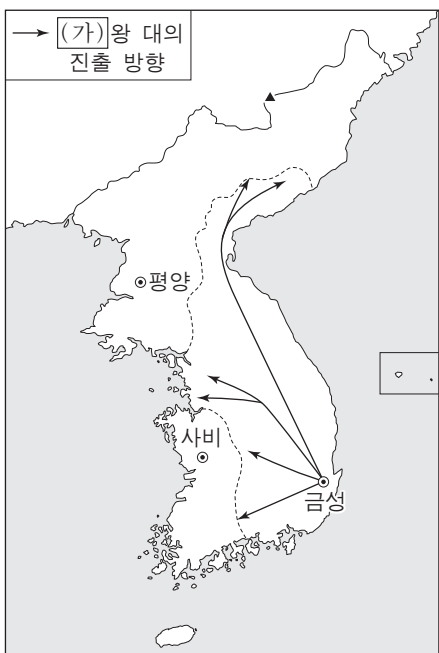 → (가)왕 대의
진출 방향
평양
사비
금성